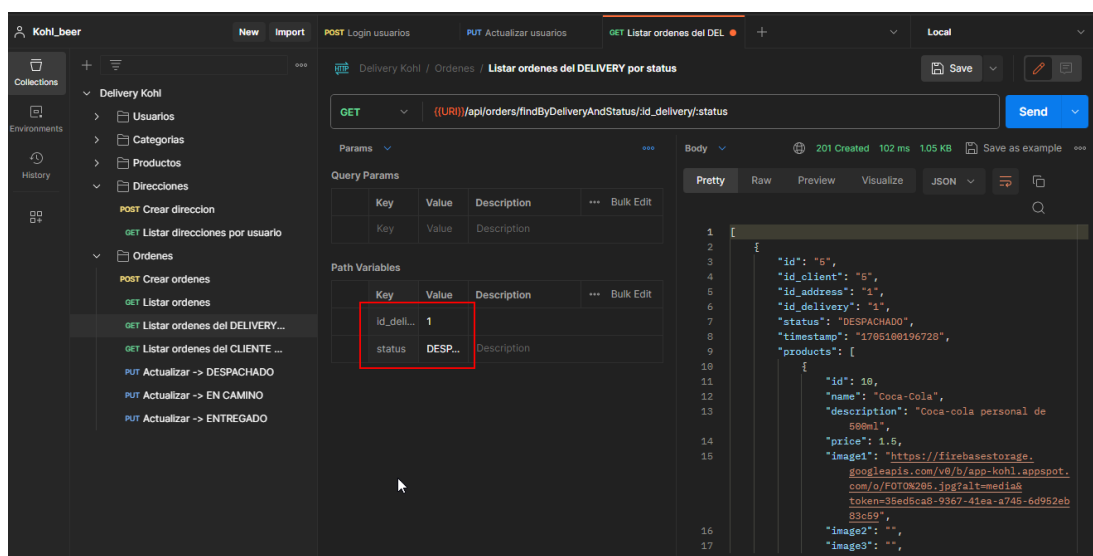 Kohl_beer
New Import
POST Login usuarios
PUT Actualizar usuarios
GET Listar ordenes del DEL
Local
Collections
Environments
History
Delivery Kohl
Usuarios
Categorias
Productos
Direcciones
POST Crear direccion
GET Listar direcciones por usuario
Ordenes
POST Crear ordenes
GET Listar ordenes
GET Listar ordenes del DELIVERY...
GET Listar ordenes del CLIENTE ...
PUT Actualizar -> DESPACHADO
PUT Actualizar -> EN CAMINO
PUT Actualizar -> ENTREGADO
HTTP Delivery Kohl / Ordenes / Listar ordenes del DELIVERY por status
Save
GET {{URI}}/api/orders/findByDeliveryAndStatus/:id_delivery/:status
Send
Params
Query Params
Key Value Description Bulk Edit
Key Value Description
Path Variables
Key Value Description Bulk Edit
id_deli... 1
status DESP... Description
Body 201 Created 102 ms 1.05 KB Save as example
Pretty Raw Preview Visualize JSON
1 [
2 {
3 "id": "5",
4 "id_client": "5",
5 "id_address": "1",
6 "id_delivery": "1",
7 "status": "DESPACHADO",
8 "timestamp": "1705100196728",
9 "products": [
10 {
11 "id": 10,
12 "name": "Coca-Cola",
13 "description": "Coca-cola personal de
500ml",
14 "price": 1.5,
15 "image1": "https://firebasestorage.
googleapis.com/v0/b/app-kohl.appspot.
com/o/FOTO%205.jpg?alt=media&
token=35ed5ca8-9367-41ea-a745-6d952eb
83c59",
16 "image2": "",
17 "image3": "",